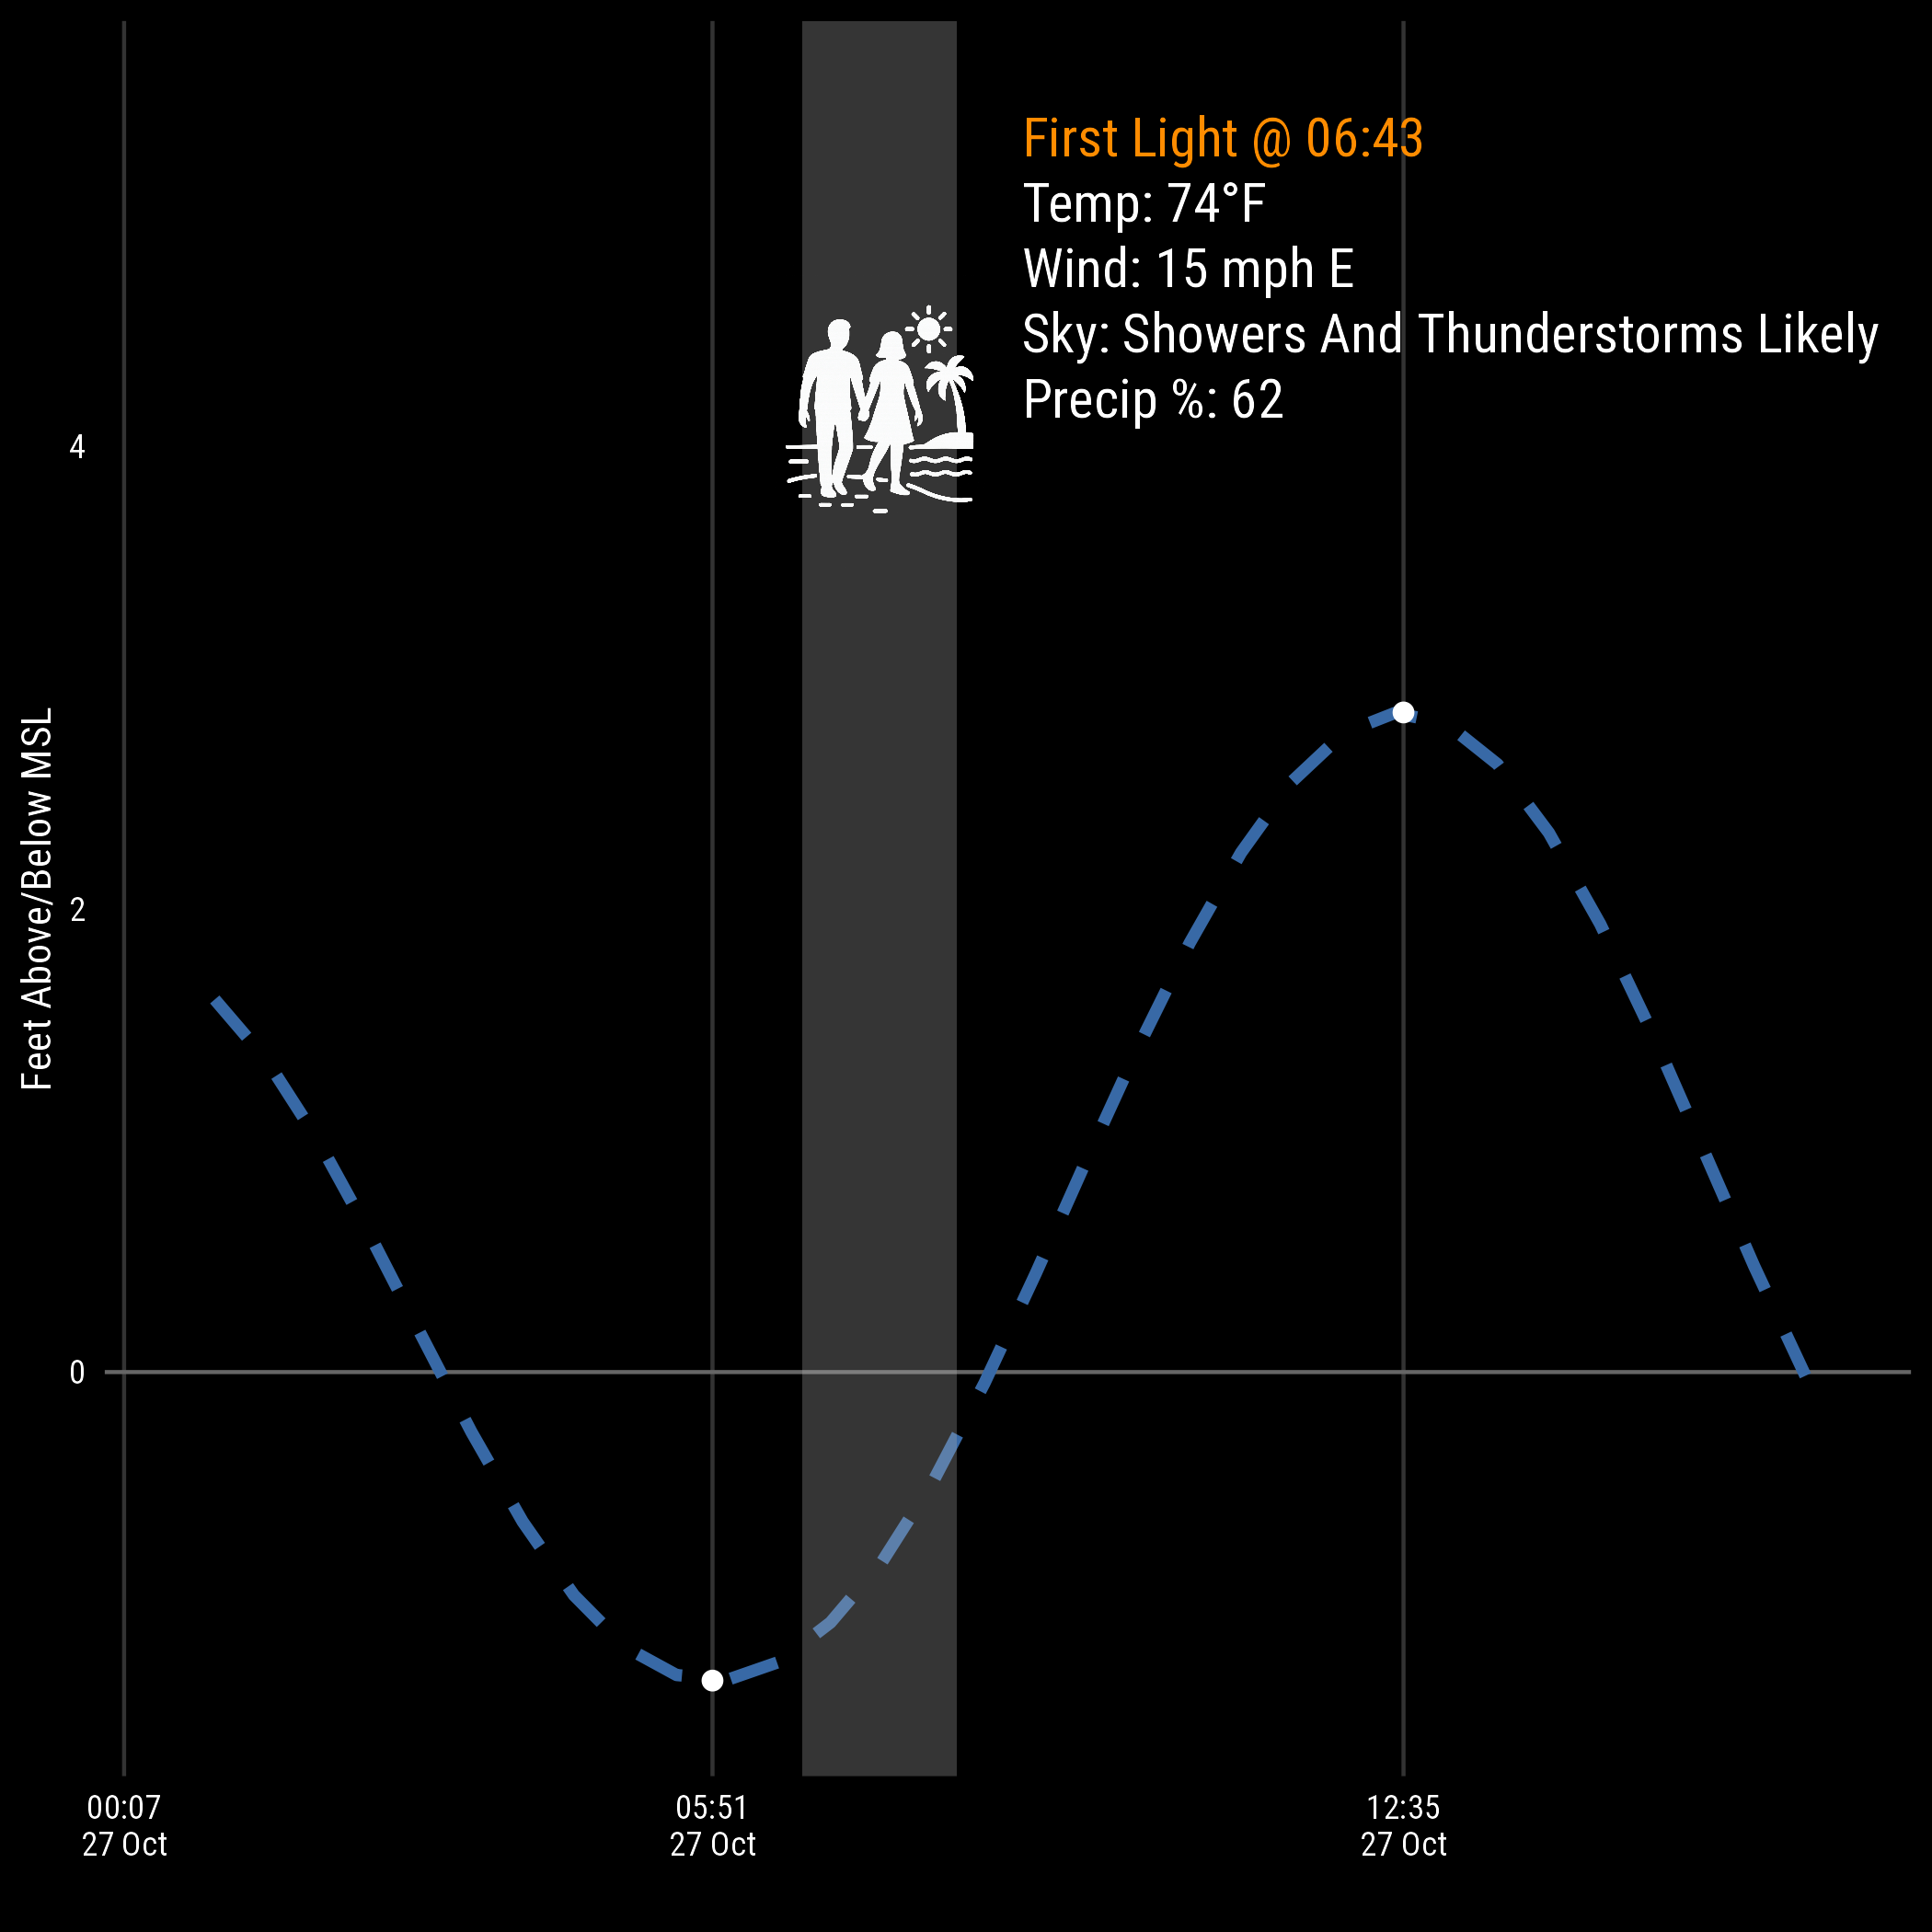 First Light @ 06:43
Temp: 74°F
Wind: 15 mph E
Sky: Showers And Thunderstorms Likely
Precip %: 62
Feet Above/Below MSL
4
2
0
00:07
27 Oct
05:51
27 Oct
12:35
27 Oct